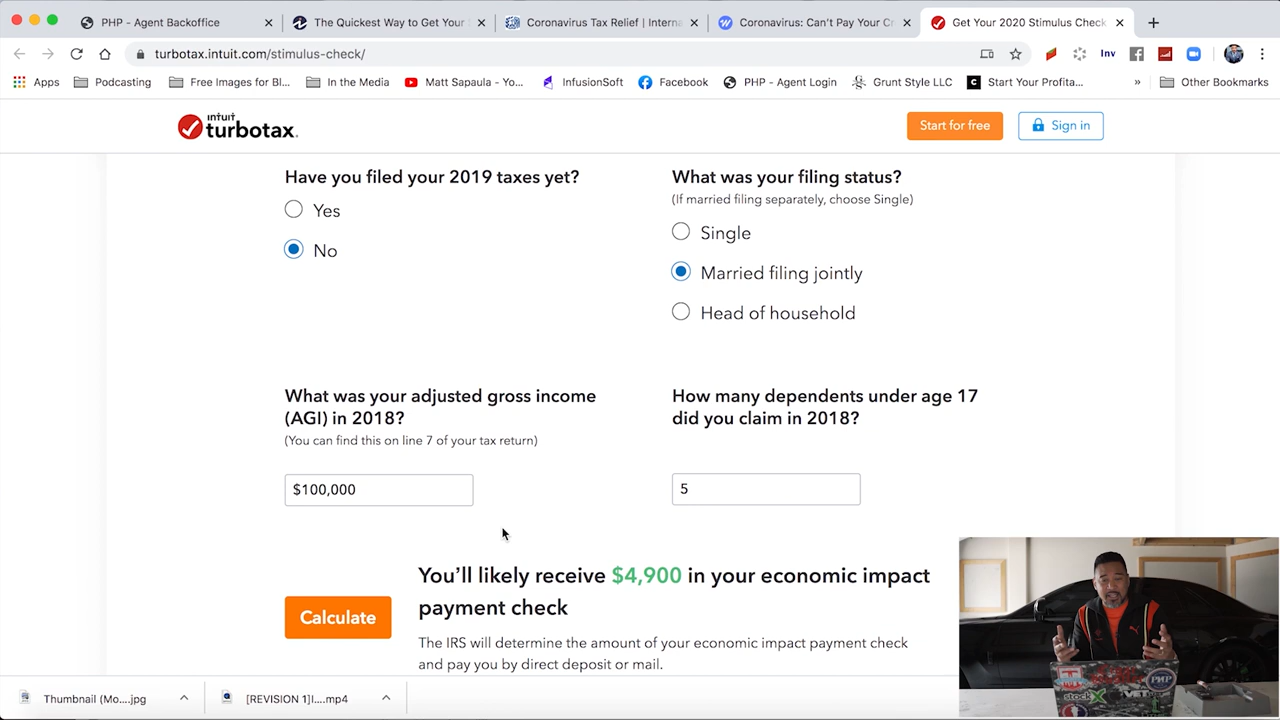 PHP - Agent Backoffice
The Quickest Way to Get Your
Coronavirus Tax Relief | Interna
Coronavirus: Can't Pay Your Cr
Get Your 2020 Stimulus Check
turbotax.intuit.com/stimulus-check/
Inv
Apps
Podcasting
Free Images for Bl...
In the Media
Matt Sapaula - Yo...
InfusionSoft
Facebook
PHP - Agent Login
Grunt Style LLC
Start Your Profita...
»
Other Bookmarks
intuit
turbotax.
Start for free
Sign in
Have you filed your 2019 taxes yet?
Yes
No
What was your filing status?
(If married filing separately, choose Single)
Single
Married filing jointly
Head of household
What was your adjusted gross income
(AGI) in 2018?
(You can find this on line 7 of your tax return)
$100,000
How many dependents under age 17
did you claim in 2018?
5
Calculate
You'll likely receive $4,900 in your economic impact
payment check
The IRS will determine the amount of your economic impact payment check
and pay you by direct deposit or mail.
PHP
stockX
Thumbnail (Mo....jpg
[REVISION 1]I....mp4